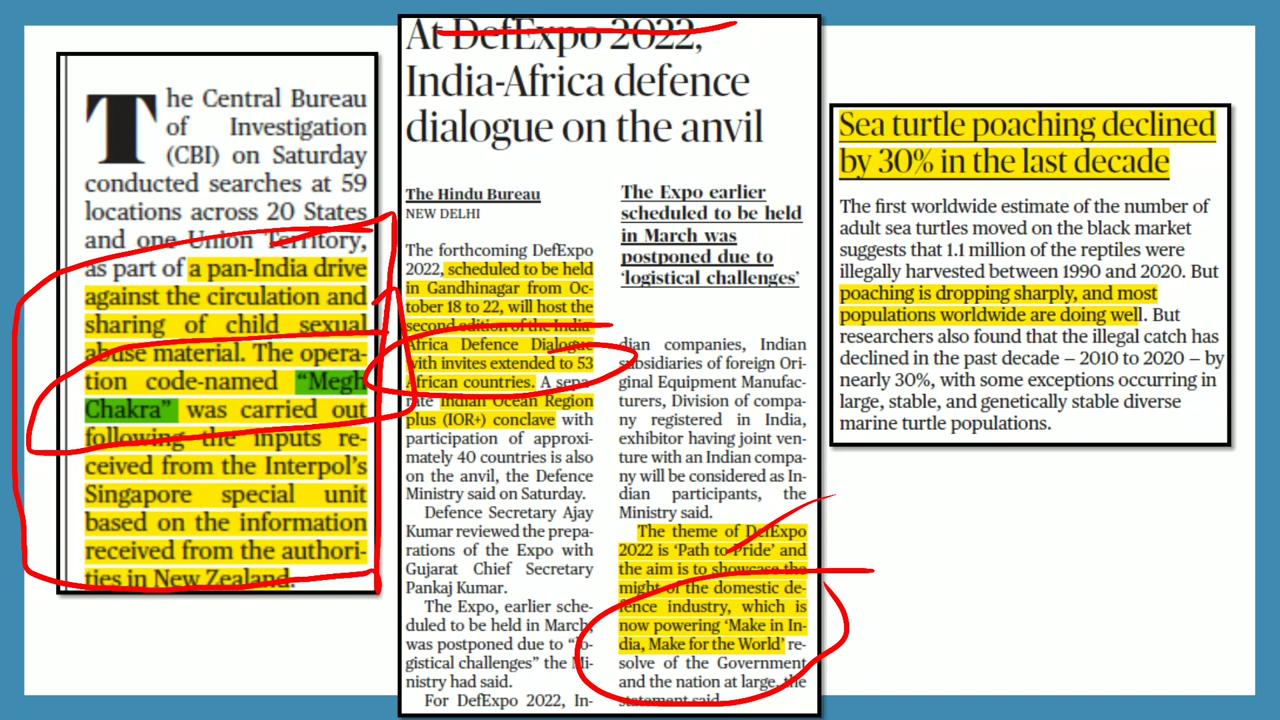 The Central Bureau
of Investigation
(CBI) on Saturday
conducted searches at 59
locations across 20 States
and one Union Territory,
as part of a pan-India drive
against the circulation and
sharing of child sexual
abuse material. The opera-
tion code-named “Megh
Chakra” was carried out
following the inputs re-
ceived from the Interpol’s
Singapore special unit
based on the information
received from the authori-
ties in New Zealand.
At DefExpo 2022,
India-Africa defence
dialogue on the anvil
The Hindu Bureau
NEW DELHI
The forthcoming DefExpo
2022, scheduled to be held
in Gandhinagar from Oc-
tober 18 to 22, will host the
second edition of the India-
Africa Defence Dialogue
with invites extended to 53
African countries. A sepa-
rate Indian Ocean Region
plus (IOR+) conclave with
participation of approxi-
mately 40 countries is also
on the anvil, the Defence
Ministry said on Saturday.
Defence Secretary Ajay
Kumar reviewed the prepa-
rations of the Expo with
Gujarat Chief Secretary
Pankaj Kumar.
The Expo, earlier sche-
duled to be held in March,
was postponed due to “lo-
gistical challenges” the Mi-
nistry had said.
For DefExpo 2022, In-
The Expo earlier
scheduled to be held
in March was
postponed due to
‘logistical challenges’
dian companies, Indian
subsidiaries of foreign Ori-
ginal Equipment Manufac-
turers, Division of compa-
ny registered in India,
exhibitor having joint ven-
ture with an Indian compa-
ny will be considered as In-
dian participants, the
Ministry said.
The theme of DefExpo
2022 is ‘Path to Pride’ and
the aim is to showcase the
might of the domestic de-
fence industry, which is
now powering ‘Make in In-
dia, Make for the World’ re-
solve of the Government
and the nation at large, the
statement said.
Sea turtle poaching declined
by 30% in the last decade
The first worldwide estimate of the number of
adult sea turtles moved on the black market
suggests that 1.1 million of the reptiles were
illegally harvested between 1990 and 2020. But
poaching is dropping sharply, and most
populations worldwide are doing well. But
researchers also found that the illegal catch has
declined in the past decade – 2010 to 2020 – by
nearly 30%, with some exceptions occurring in
large, stable, and genetically stable diverse
marine turtle populations.